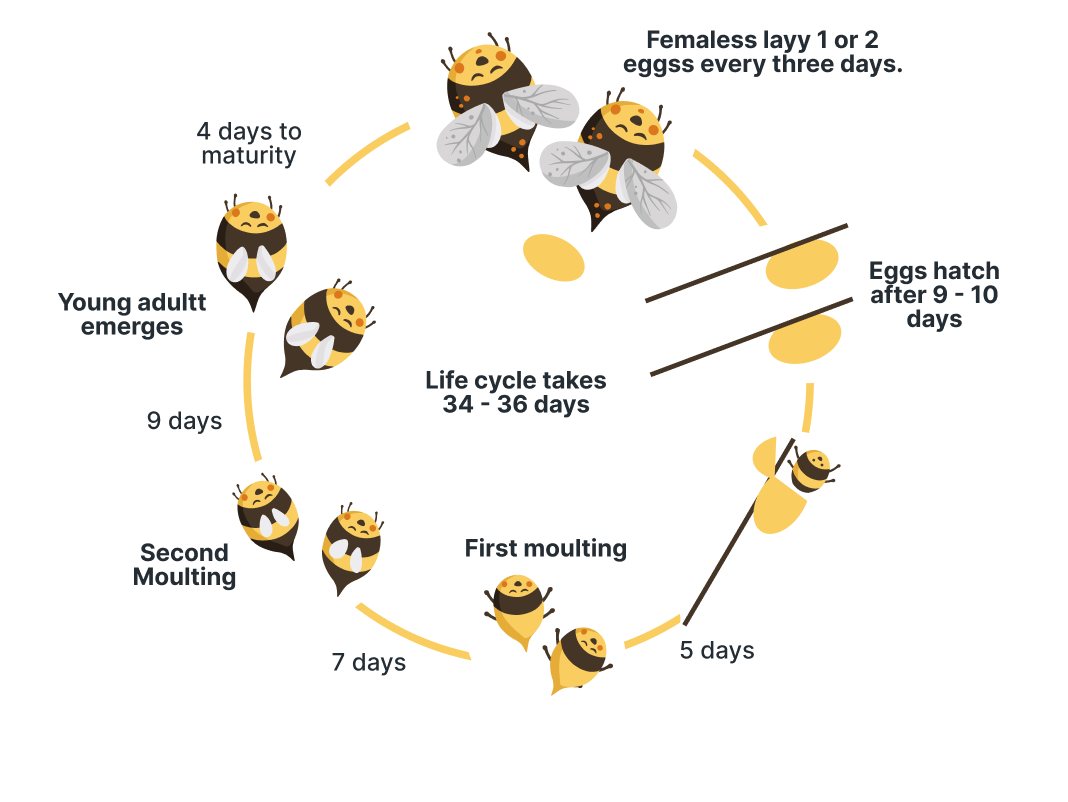 Femaless layy 1 or 2
eggss every three days.
Eggs hatch
after 9 - 10
days
5 days
First moulting
7 days
Second
Moulting
9 days
Young adultt
emerges
4 days to
maturity
Life cycle takes
34 - 36 days